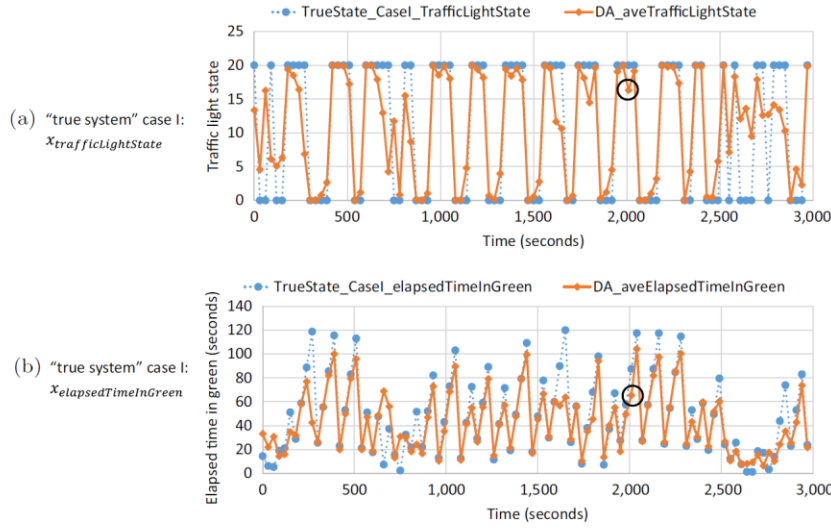 TrueState_CaseI_TrafficLightState
DA_aveTrafficLightState
25
20
15
10
5
0
Traffic light state
0
500
1,000
1,500
2,000
2,500
3,000
Time (seconds)
(a) "true system" case I:
x_trafficLightState
TrueState_CaseI_elapsedTimeInGreen
DA_aveElapsedTimeInGreen
140
120
100
80
60
40
20
0
Elapsed time in green (seconds)
0
500
1,000
1,500
2,000
2,500
3,000
Time (seconds)
(b) "true system" case I:
x_elapsedTimeInGreen